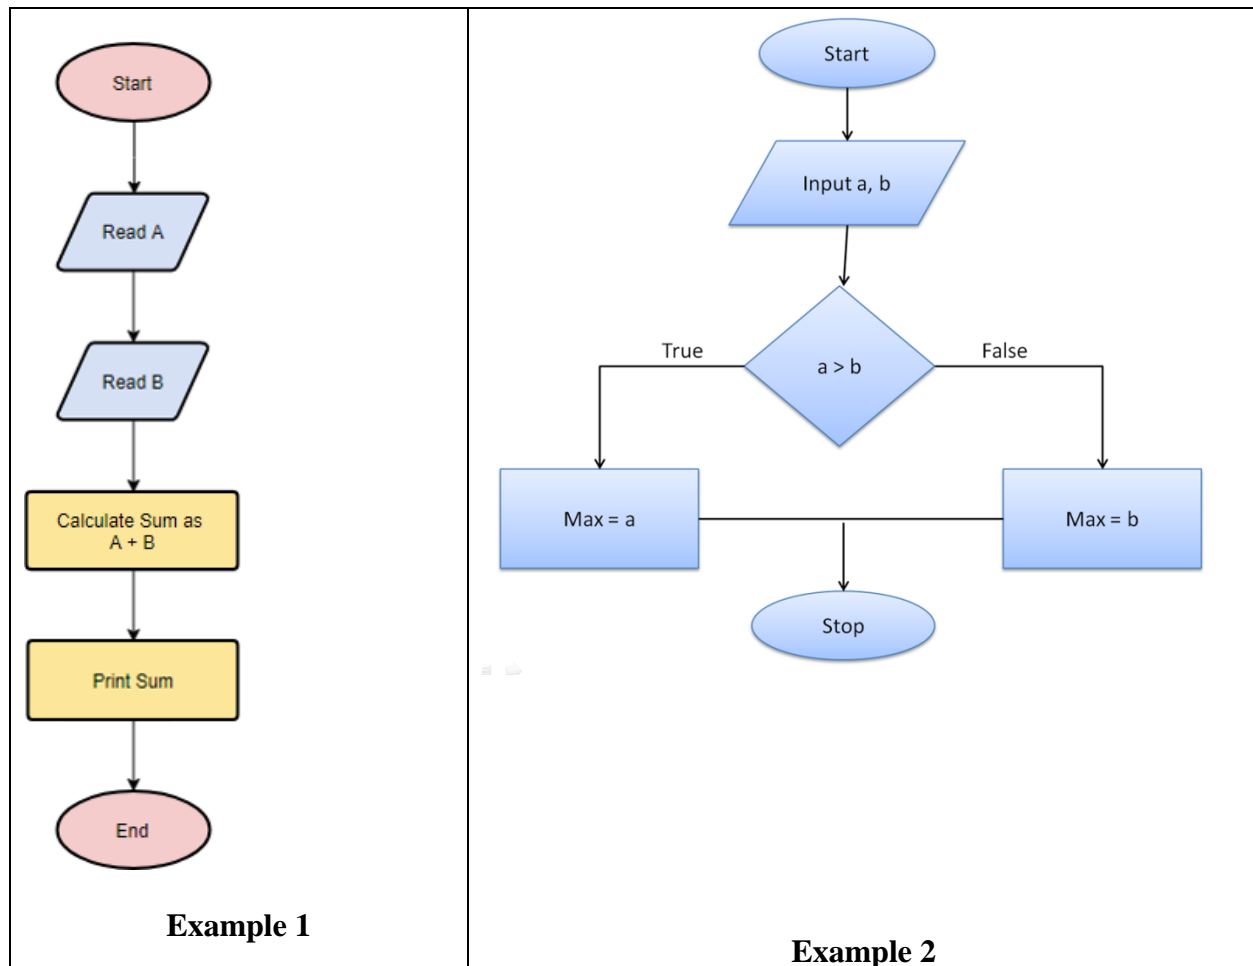 Start
Read A
Read B
Calculate Sum as
A + B
Print Sum
End
Example 1
Start
Input a, b
True
a > b
False
Max = a
Max = b
Stop
Example 2